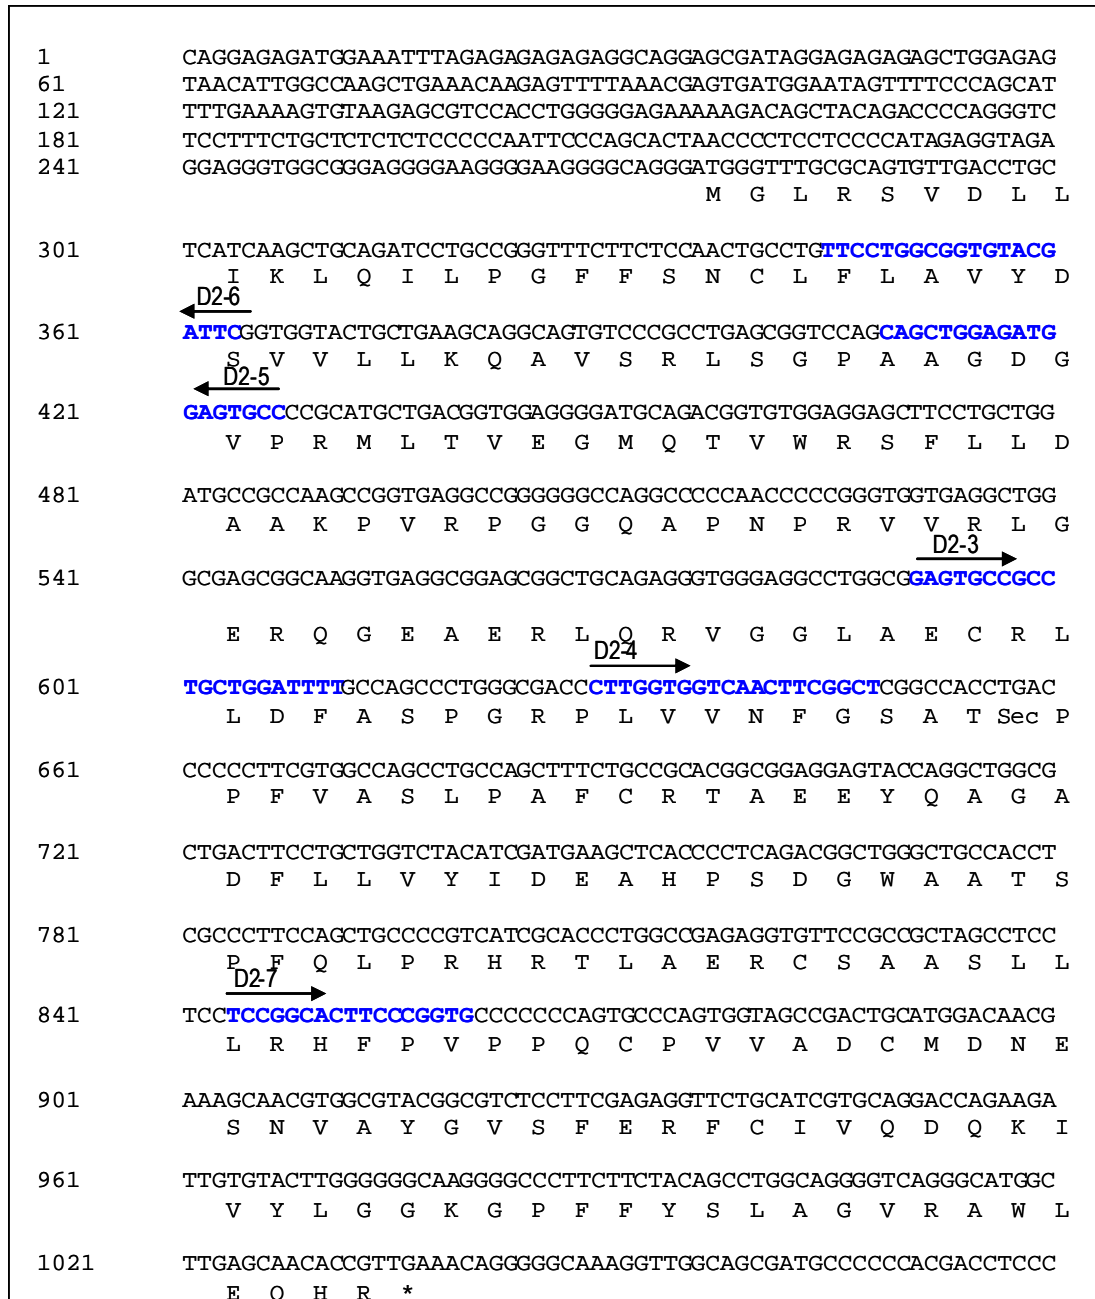 1 CAGGAGAGATGGAAATTTAGAGAGAGAGAGGCAGGAGCGATAGGAGAGAGAGCTGGAGAG
61 TAACATTGGCCAAGCTGAAACAAGAGTTTTAAACGAGTGATGGAATAGTTTTCCCAGCAT
121 TTTGAAAAGTGTAAGAGCGTCCACCTGGGGGAGAAAAAGACAGCTACAGACCCCAGGGTC
181 TCCTTTCTGCTCTCTCTCCCCCAATTCCCAGCACTAACCCCTCCTCCCCATAGAGGTAGA
241 GGAGGGTGGCGGGAGGGGAAGGGGAAGGGGCAGGGATGGGTTTGCGCAGTGTTGACCTGC
M G L R S V D L L
301 TCATCAAGCTGCAGATCCTGCCGGGTTTCTTCTCCAACTGCCTGTTCCTGGCGGTGTACG
I K L Q I L P G F F S N C L F L A V Y D
D2-6
361 ATTCGGTGGTACTGCTGAAGCAGGCAGTGTCCCGCCTGAGCGGTCCAGCAGCTGGAGATG
S V V L L K Q A V S R L S G P A A G D G
D2-5
421 GAGTGCCCCGCATGCTGACGGTGGAGGGGATGCAGACGGTGTGGAGGAGCTTCCTGCTGG
V P R M L T V E G M Q T V W R S F L L D
481 ATGCCGCCAAGCCGGTGAGGCCGGGGGGCCAGGCCCCCAACCCCCGGGTGGTGAGGCTGG
A A K P V R P G G Q A P N P R V V R L G
D2-3
541 GCGAGCGGCAAGGTGAGGCGGAGCGGCTGCAGAGGGTGGGAGGCCTGGCGGAGTGCCGCC
E R Q G E A E R L Q R V G G L A E C R L
D2-4
601 TGCTGGATTTTGCCAGCCCTGGGCGACCCCTTGGTGGTCAACTTCGGCTCGGCCACCTGAC
L D F A S P G R P L V V N F G S A T Sec P
661 CCCCCTTCGTGGCCAGCCTGCCAGCTTTCTGCCGCACGGCGGAGGAGTACCAGGCTGGCG
P F V A S L P A F C R T A E E Y Q A G A
721 CTGACTTCCTGCTGGTCTACATCGATGAAGCTCACCCCTCAGACGGCTGGGCTGCCACCT
D F L L V Y I D E A H P S D G W A A T S
781 CGCCCTTCCAGCTGCCCCGTCATCGCACCCTGGCCGAGAGGTGTTCCGCCGCTAGCCTCC
P F Q L P R H R T L A E R C S A A S L L
D2-7
841 TCCTCCGGCACTTCCCGGTGCCCCCCCAGTGCCCAGTGGTAGCCGACTGCATGGACAACG
L R H F P V P P Q C P V V A D C M D N E
901 AAAGCAACGTGGCGTACGGCGTCTCCTTCGAGAGGTTCTGCATCGTGCAGGACCAGAAGA
S N V A Y G V S F E R F C I V Q D Q K I
961 TTGTGTACTTGGGGGGCAAGGGGCCCTTCTTCTACAGCCTGGCAGGGGTCAGGGCATGGC
V Y L G G K G P F F Y S L A G V R A W L
1021 TTGAGCAACACCGTTGAAACAGGGGGCAAAGGTTGGCAGCGATGCCCCCCACGACCTCCC
E Q H R *